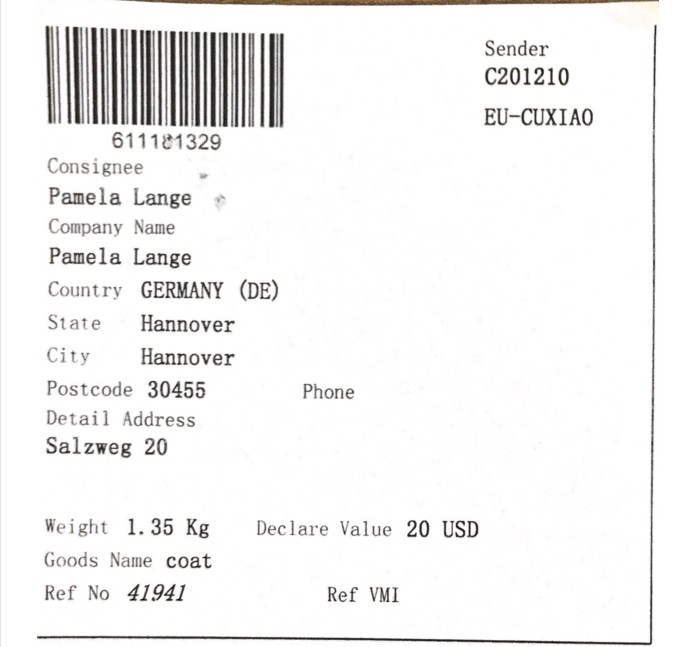 Sender
C201210
EU-CUXIAO
611181329
Consignee
Pamela Lange
Company Name
Pamela Lange
Country GERMANY (DE)
State Hannover
City Hannover
Postcode 30455 Phone
Detail Address
Salzweg 20
Weight 1.35 Kg Declare Value 20 USD
Goods Name coat
Ref No 41941 Ref VMI